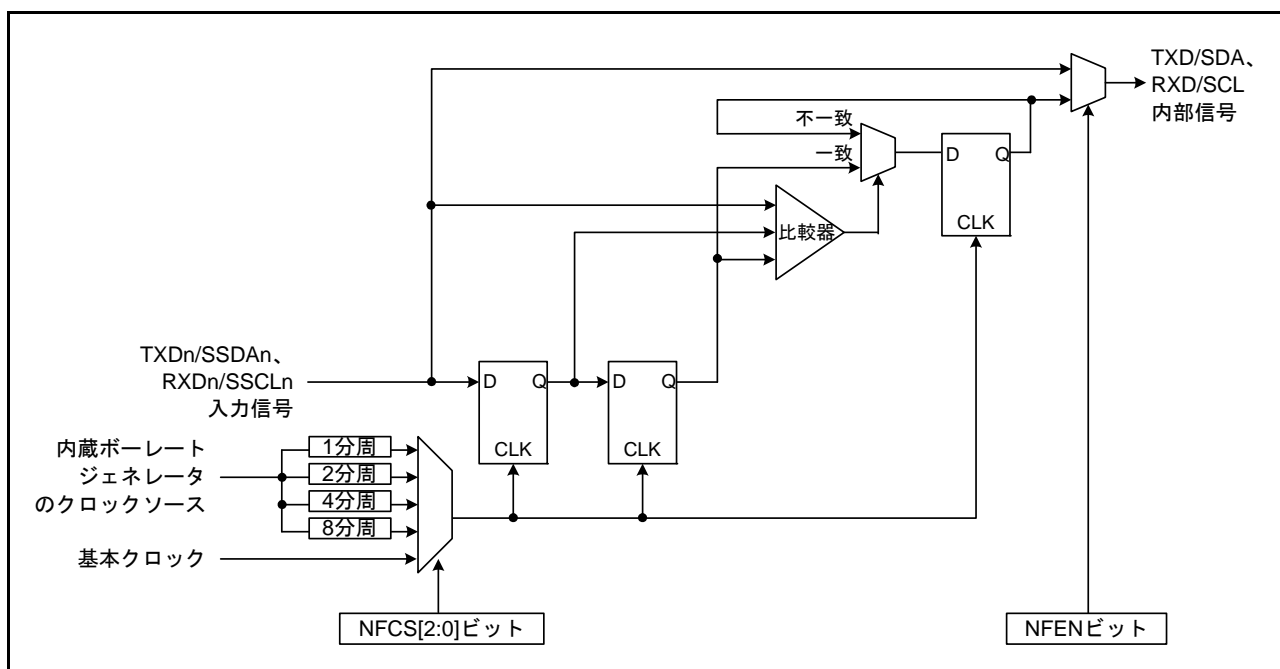 TXD/SDA、
RXD/SCL
内部信号
不一致
一致
D
Q
CLK
比較器
TXDn/SSDAn、
RXDn/SSCLn
入力信号
D
Q
CLK
D
Q
CLK
内蔵ボーレート
ジェネレータ
のクロックソース
1分周
2分周
4分周
8分周
基本クロック
NFCS[2:0]ビット
NFENビット